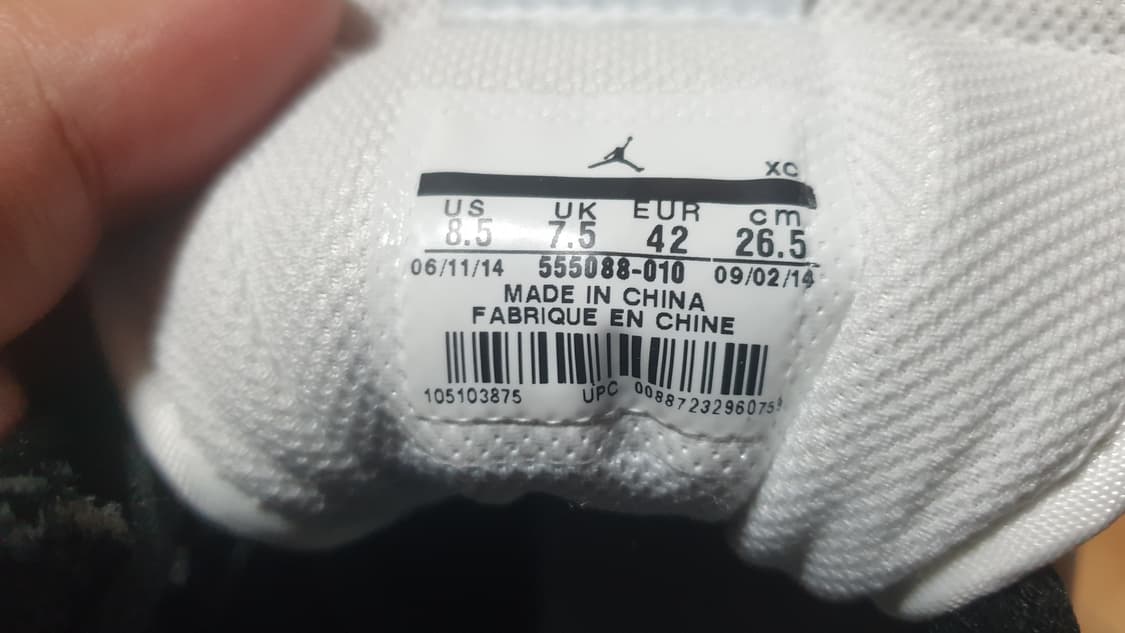 XC
US UK EUR cm
8.5 7.5 42 26.5
06/11/14 555088-010 09/02/14
MADE IN CHINA
FABRIQUE EN CHINE
105103875 UPC 00887232960759